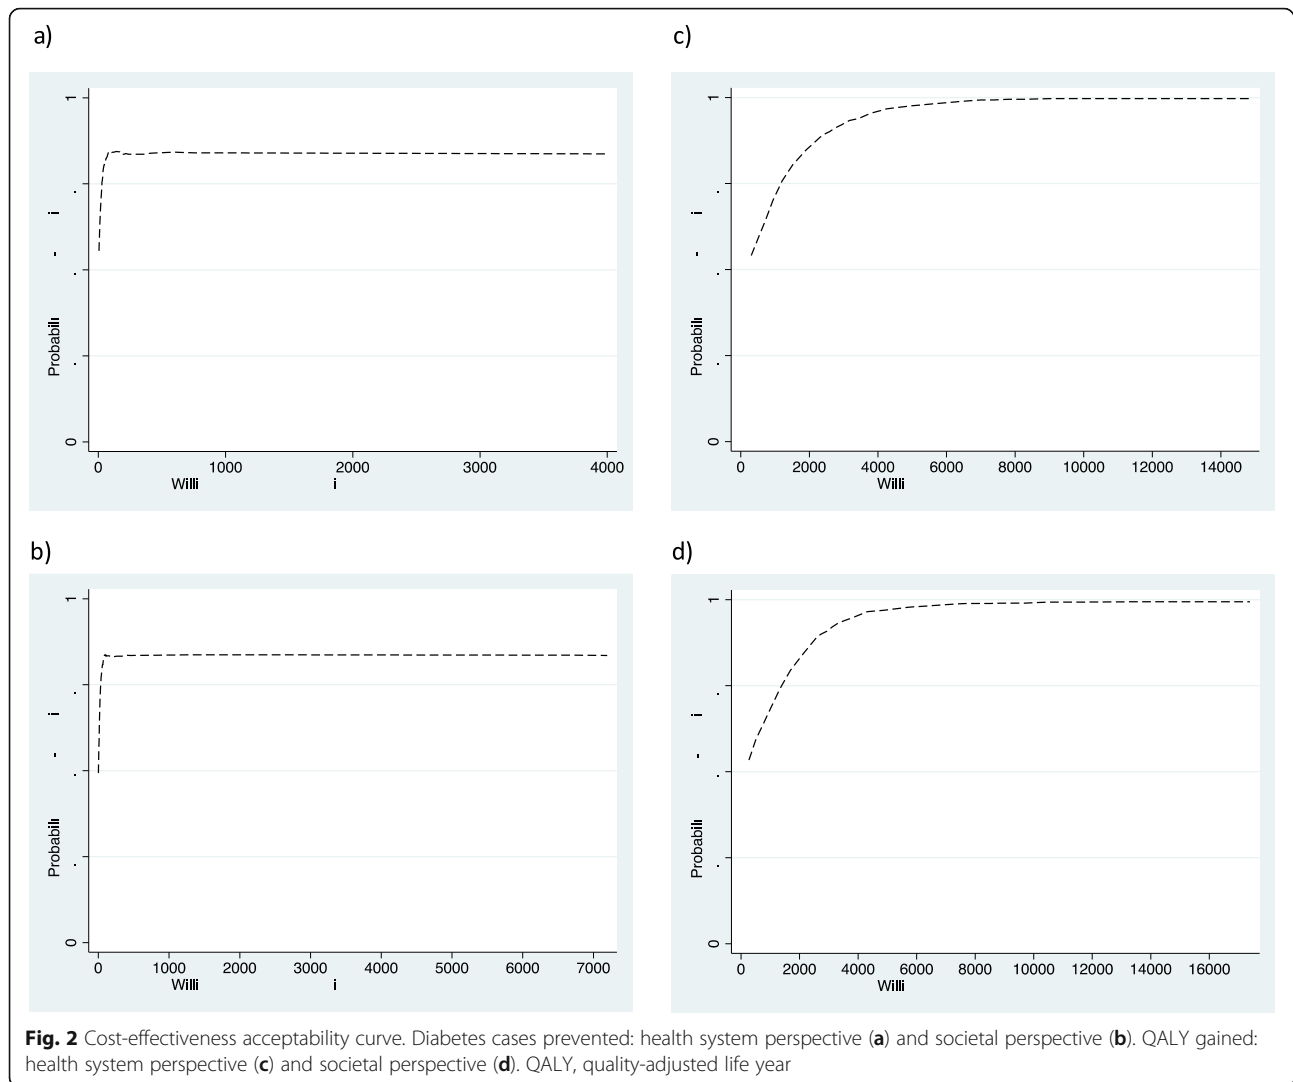 a)
1
0
Probabili
0 1000 2000 3000 4000
Willi i
c)
1
0
Probabili
0 2000 4000 6000 8000 10000 12000 14000
Willi
b)
1
0
Probabili
0 1000 2000 3000 4000 5000 6000 7000
Willi i
d)
1
0
Probabili
0 2000 4000 6000 8000 10000 12000 14000 16000
Willi
Fig. 2 Cost-effectiveness acceptability curve. Diabetes cases prevented: health system perspective (a) and societal perspective (b). QALY gained:
health system perspective (c) and societal perspective (d). QALY, quality-adjusted life year